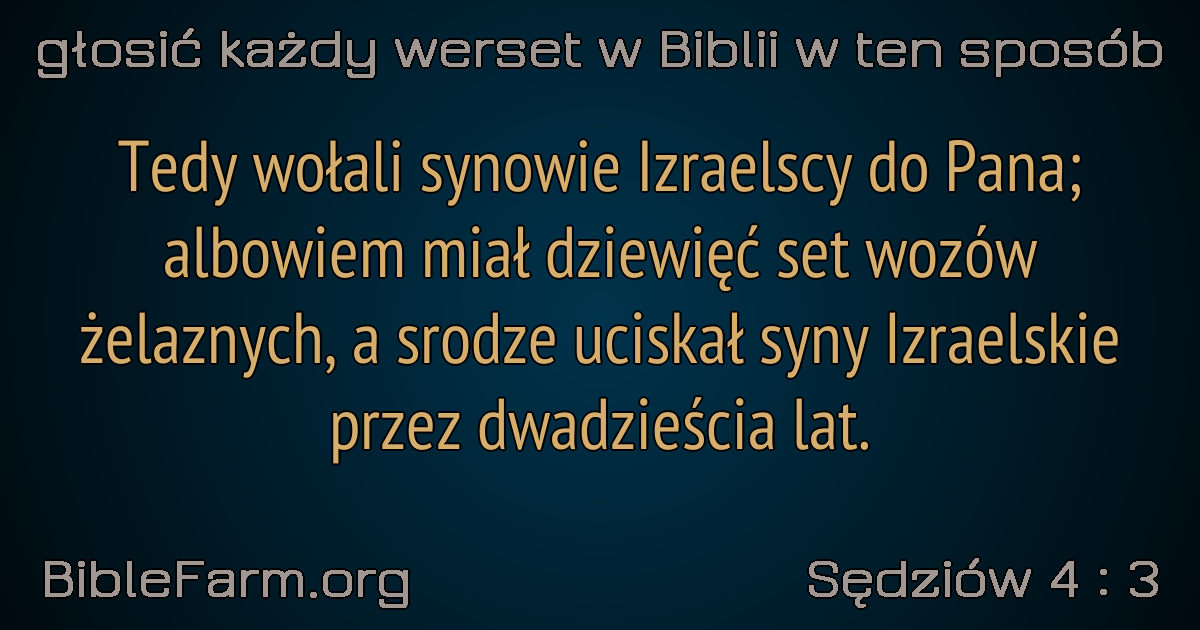 głosić każdy werset w Biblii w ten sposób
Tedy wołali synowie Izraelscy do Pana;
albowiem miał dziewięć set wozów
żelaznych, a srodze uciskał syny Izraelskie
przez dwadzieścia lat.
BibleFarm.org
Sędziów 4 : 3